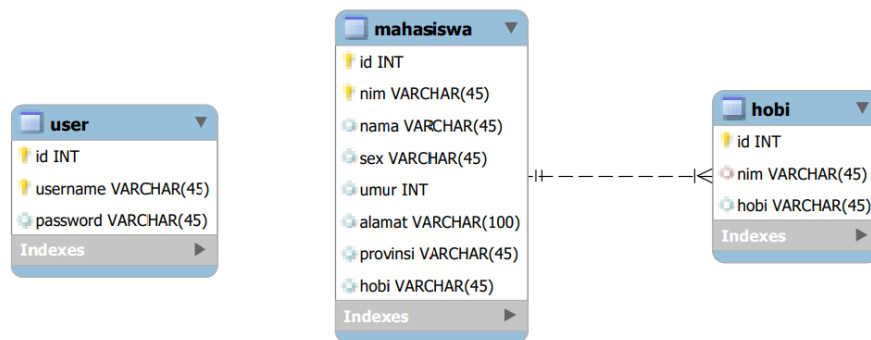 user
id INT
username VARCHAR(45)
password VARCHAR(45)
Indexes
mahasiswa
id INT
nim VARCHAR(45)
nama VARCHAR(45)
sex VARCHAR(45)
umur INT
alamat VARCHAR(100)
provinsi VARCHAR(45)
hobi VARCHAR(45)
Indexes
hobi
id INT
nim VARCHAR(45)
hobi VARCHAR(45)
Indexes